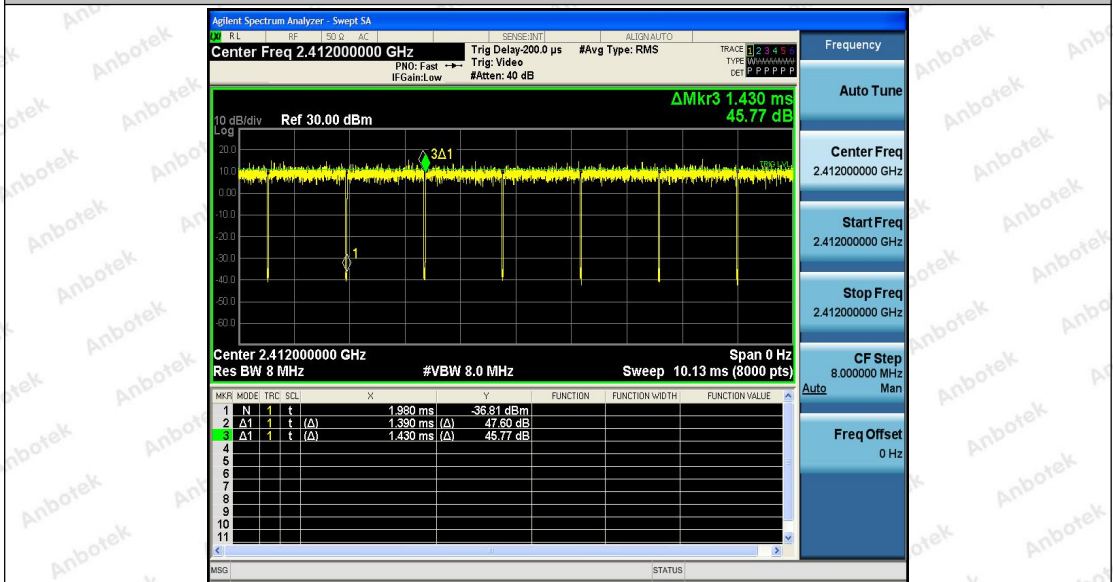 Agilent Spectrum Analyzer - Swept SA
LXI RL RF 50 Ω AC SENSE:INT ALIGNAUTO
Center Freq 2.412000000 GHz
PNO: Fast
IFGain:Low
Trig Delay-200.0 µs
Trig: Video
#Atten: 40 dB
#Avg Type: RMS
TRACE 1 2 3 4 5 6
TYPE
DET P P P P P P
ΔMkr3 1.430 ms
45.77 dB
10 dB/div
Log
Ref 30.00 dBm
20.0
10.0
0.00
-10.0
-20.0
-30.0
-40.0
-50.0
-60.0
3Δ1
1
TRIG LVL
Center 2.412000000 GHz Span 0 Hz
Res BW 8 MHz #VBW 8.0 MHz Sweep 10.13 ms (8000 pts)
MKR MODE TRC SCL X Y FUNCTION FUNCTION WIDTH FUNCTION VALUE
1 N 1 t 1.980 ms -36.81 dBm
2 Δ1 1 t (Δ) 1.390 ms (Δ) 47.60 dB
3 Δ1 1 t (Δ) 1.430 ms (Δ) 45.77 dB
4
5
6
7
8
9
10
11
MSG STATUS
Frequency
Auto Tune
Center Freq
2.412000000 GHz
Start Freq
2.412000000 GHz
Stop Freq
2.412000000 GHz
CF Step
8.000000 MHz
Auto Man
Freq Offset
0 Hz
Anbotek